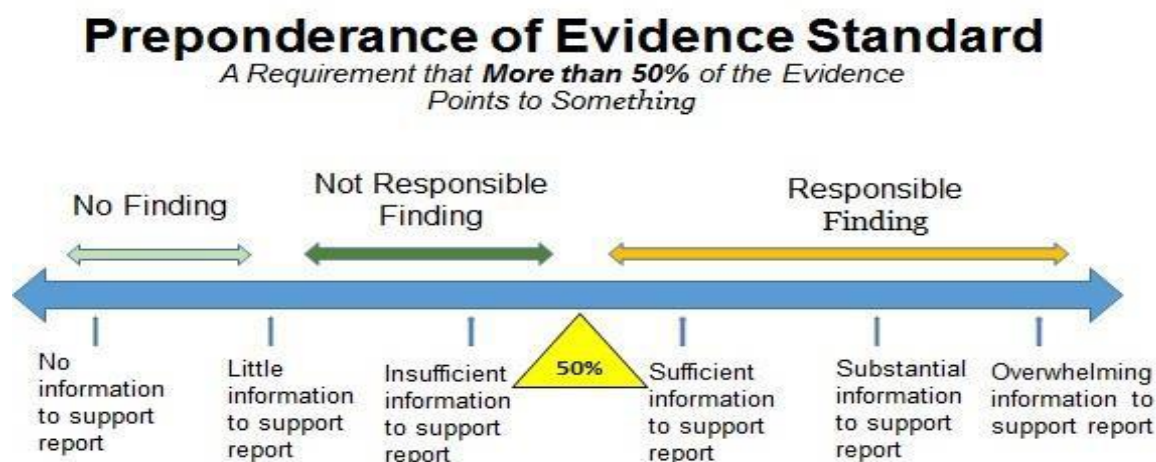 Preponderance of Evidence Standard
A Requirement that More than 50% of the Evidence
Points to Something
No Finding
Not Responsible
Finding
Responsible
Finding
No
information
to support
report
Little
information
to support
report
Insufficient
information
to support
report
50%
Sufficient
information
to support
report
Substantial
information
to support
report
Overwhelming
information to
support report